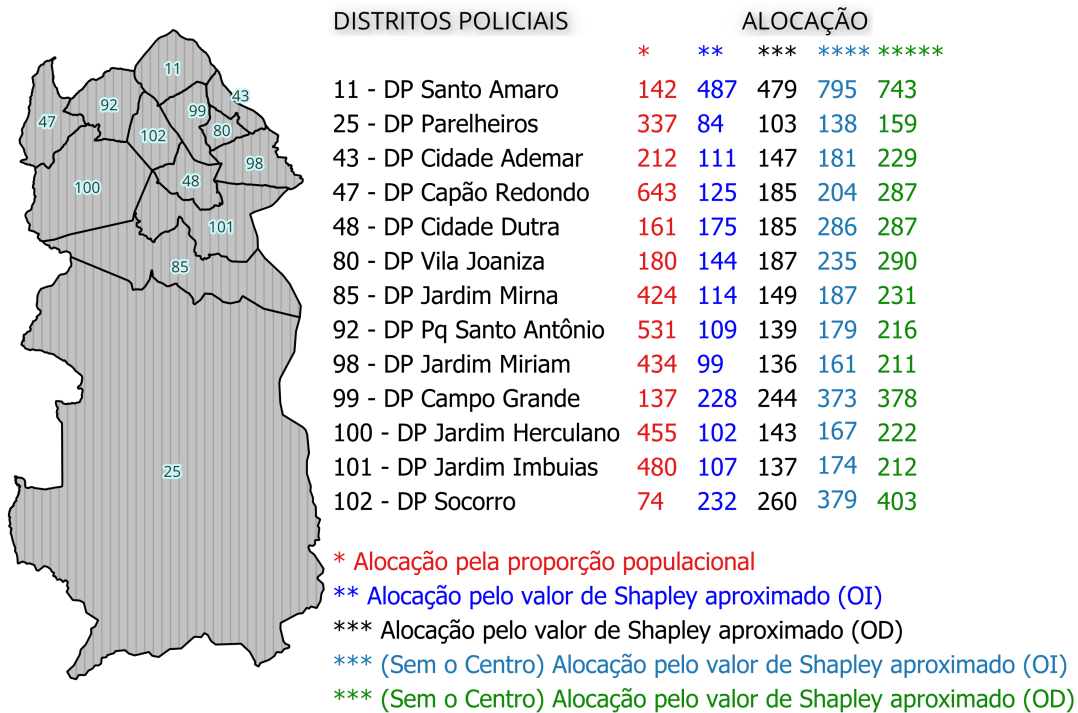 DISTRITOS POLICIAIS ALOCAÇÃO
* ** *** **** *****
11 - DP Santo Amaro 142 487 479 795 743
25 - DP Parelheiros 337 84 103 138 159
43 - DP Cidade Ademar 212 111 147 181 229
47 - DP Capão Redondo 643 125 185 204 287
48 - DP Cidade Dutra 161 175 185 286 287
80 - DP Vila Joaniza 180 144 187 235 290
85 - DP Jardim Mirna 424 114 149 187 231
92 - DP Pq Santo Antônio 531 109 139 179 216
98 - DP Jardim Miriam 434 99 136 161 211
99 - DP Campo Grande 137 228 244 373 378
100 - DP Jardim Herculano 455 102 143 167 222
101 - DP Jardim Imbuias 480 107 137 174 212
102 - DP Socorro 74 232 260 379 403
* Alocação pela proporção populacional
** Alocação pelo valor de Shapley aproximado (OI)
*** Alocação pelo valor de Shapley aproximado (OD)
*** (Sem o Centro) Alocação pelo valor de Shapley aproximado (OI)
*** (Sem o Centro) Alocação pelo valor de Shapley aproximado (OD)
11
43
92
99
47
102
80
98
48
100
101
85
25